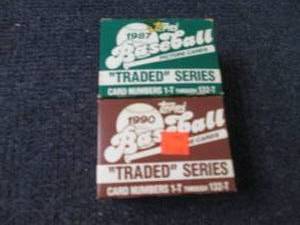 Topps
1987
Baseball
PICTURE CARDS
"TRADED" SERIES
CARD NUMBERS 1-T THROUGH 132-T
Topps
1990
Baseball
CARDS
"TRADED" SERIES
CARD NUMBERS 1-T THROUGH 132-T